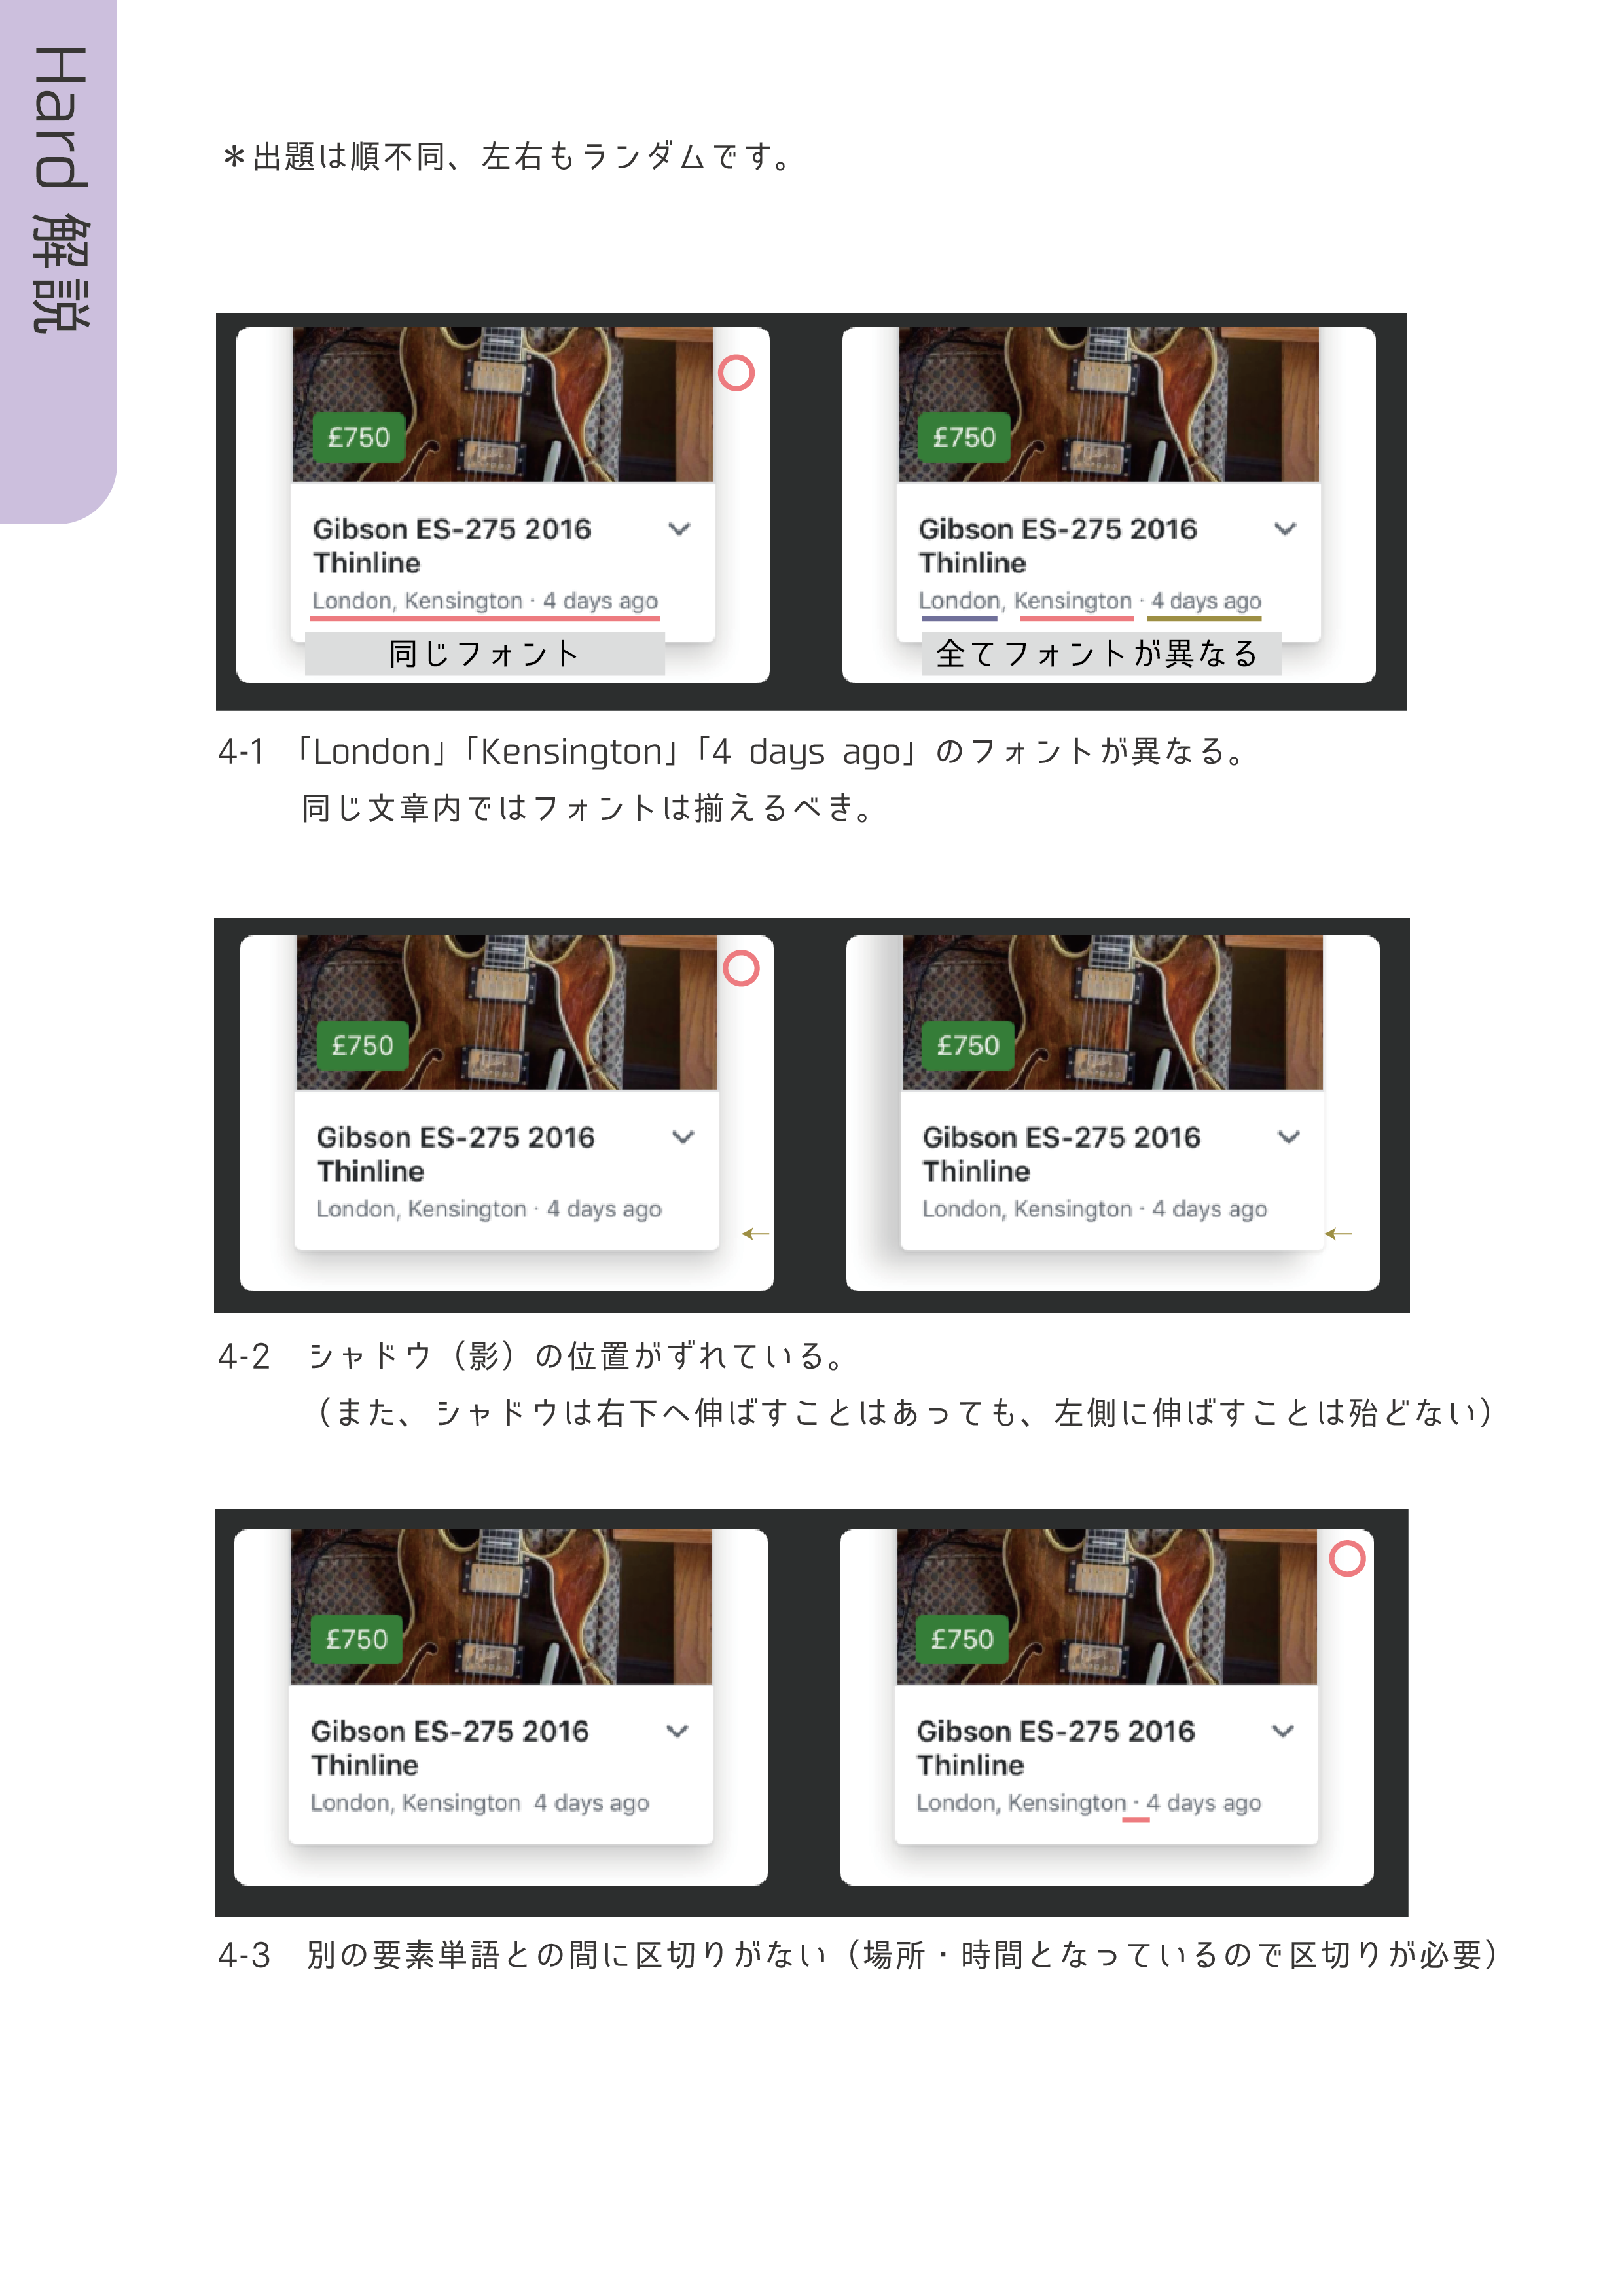 Hard 解説
＊出題は順不同、左右もランダムです。
£750
Gibson ES-275 2016
Thinline
London, Kensington · 4 days ago
同じフォント
£750
Gibson ES-275 2016
Thinline
London, Kensington · 4 days ago
全てフォントが異なる
4-1 「London」「Kensington」「4 days ago」のフォントが異なる。
同じ文章内ではフォントは揃えるべき。
£750
Gibson ES-275 2016
Thinline
London, Kensington · 4 days ago
←
£750
Gibson ES-275 2016
Thinline
London, Kensington · 4 days ago
←
4-2 シャドウ（影）の位置がずれている。
（また、シャドウは右下へ伸ばすことはあっても、左側に伸ばすことは殆どない）
£750
Gibson ES-275 2016
Thinline
London, Kensington 4 days ago
£750
Gibson ES-275 2016
Thinline
London, Kensington · 4 days ago
4-3 別の要素単語との間に区切りがない（場所・時間となっているので区切りが必要）